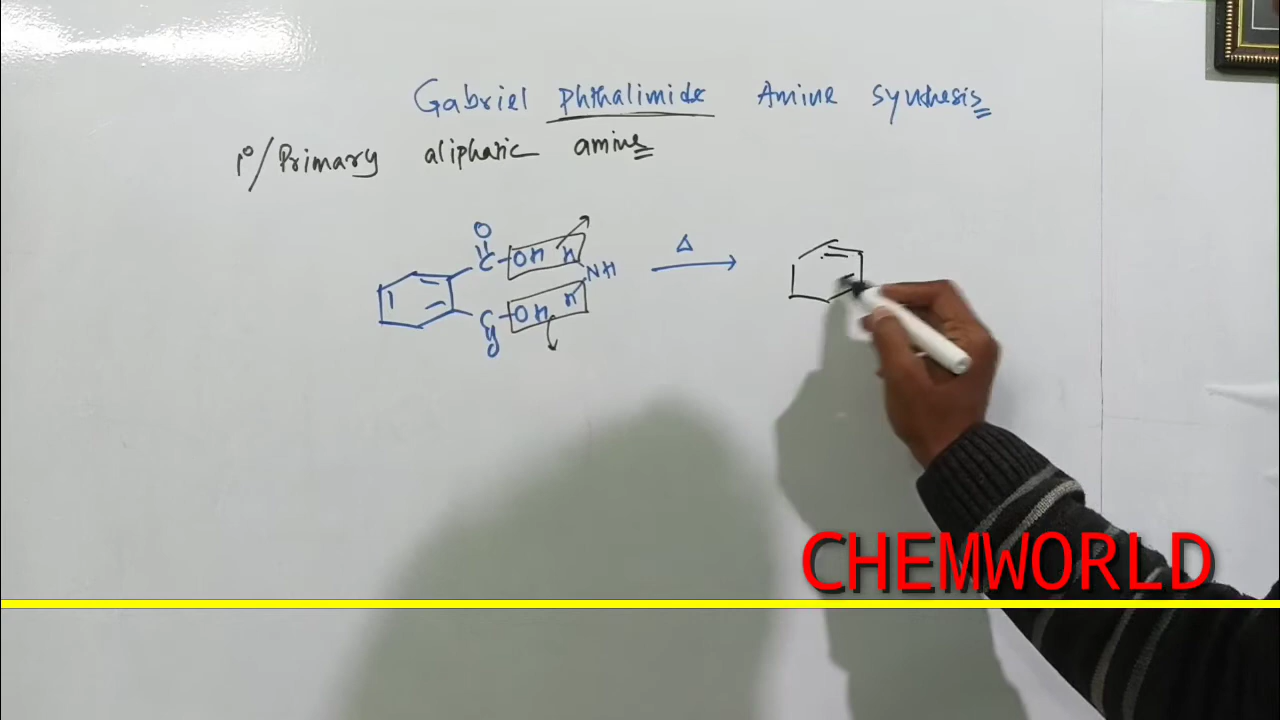 Gabriel Phthalimide Amine synthesis
1°/Primary aliphatic amine
O
C - OH H
NH
Δ
C - OH H
O
CHEMWORLD